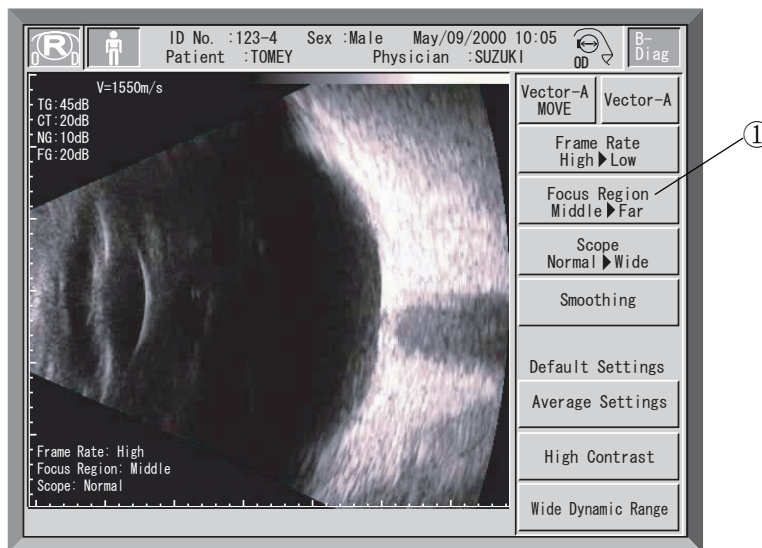 ID No. :123-4 Sex :Male May/09/2000 10:05
Patient :TOMEY Physician :SUZUKI
O R D
OD
B-
Diag
V=1550m/s
TG:45dB
CT:20dB
NG:10dB
FG:20dB
Vector-A
MOVE
Vector-A
Frame Rate
High▶Low
Focus Region
Middle▶Far
①
Scope
Normal▶Wide
Smoothing
Default Settings
Average Settings
High Contrast
Wide Dynamic Range
Frame Rate: High
Focus Region: Middle
Scope: Normal